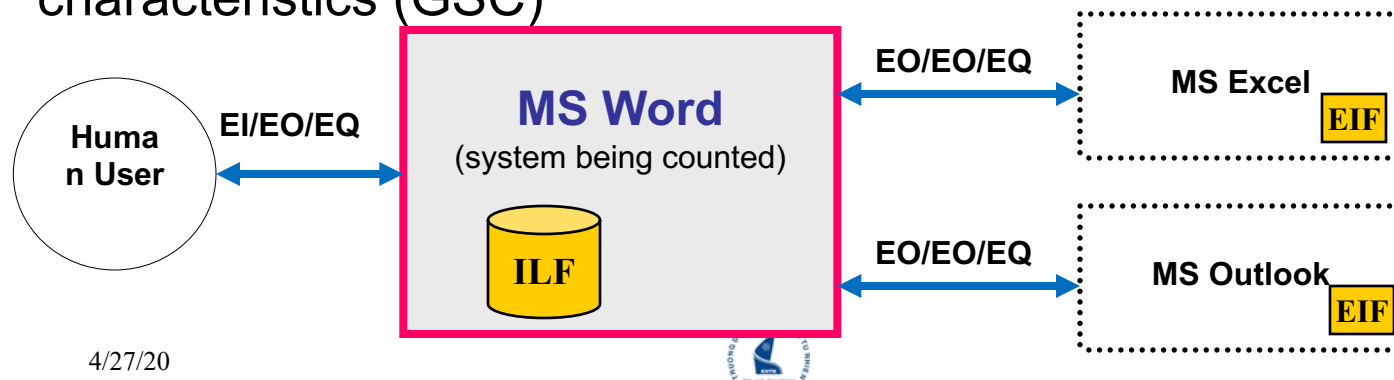 characteristics (GSC)
EO/EO/EQ
MS Excel
EIF
Huma
n User
EI/EO/EQ
MS Word
(system being counted)
ILF
EO/EO/EQ
MS Outlook
EIF
4/27/20